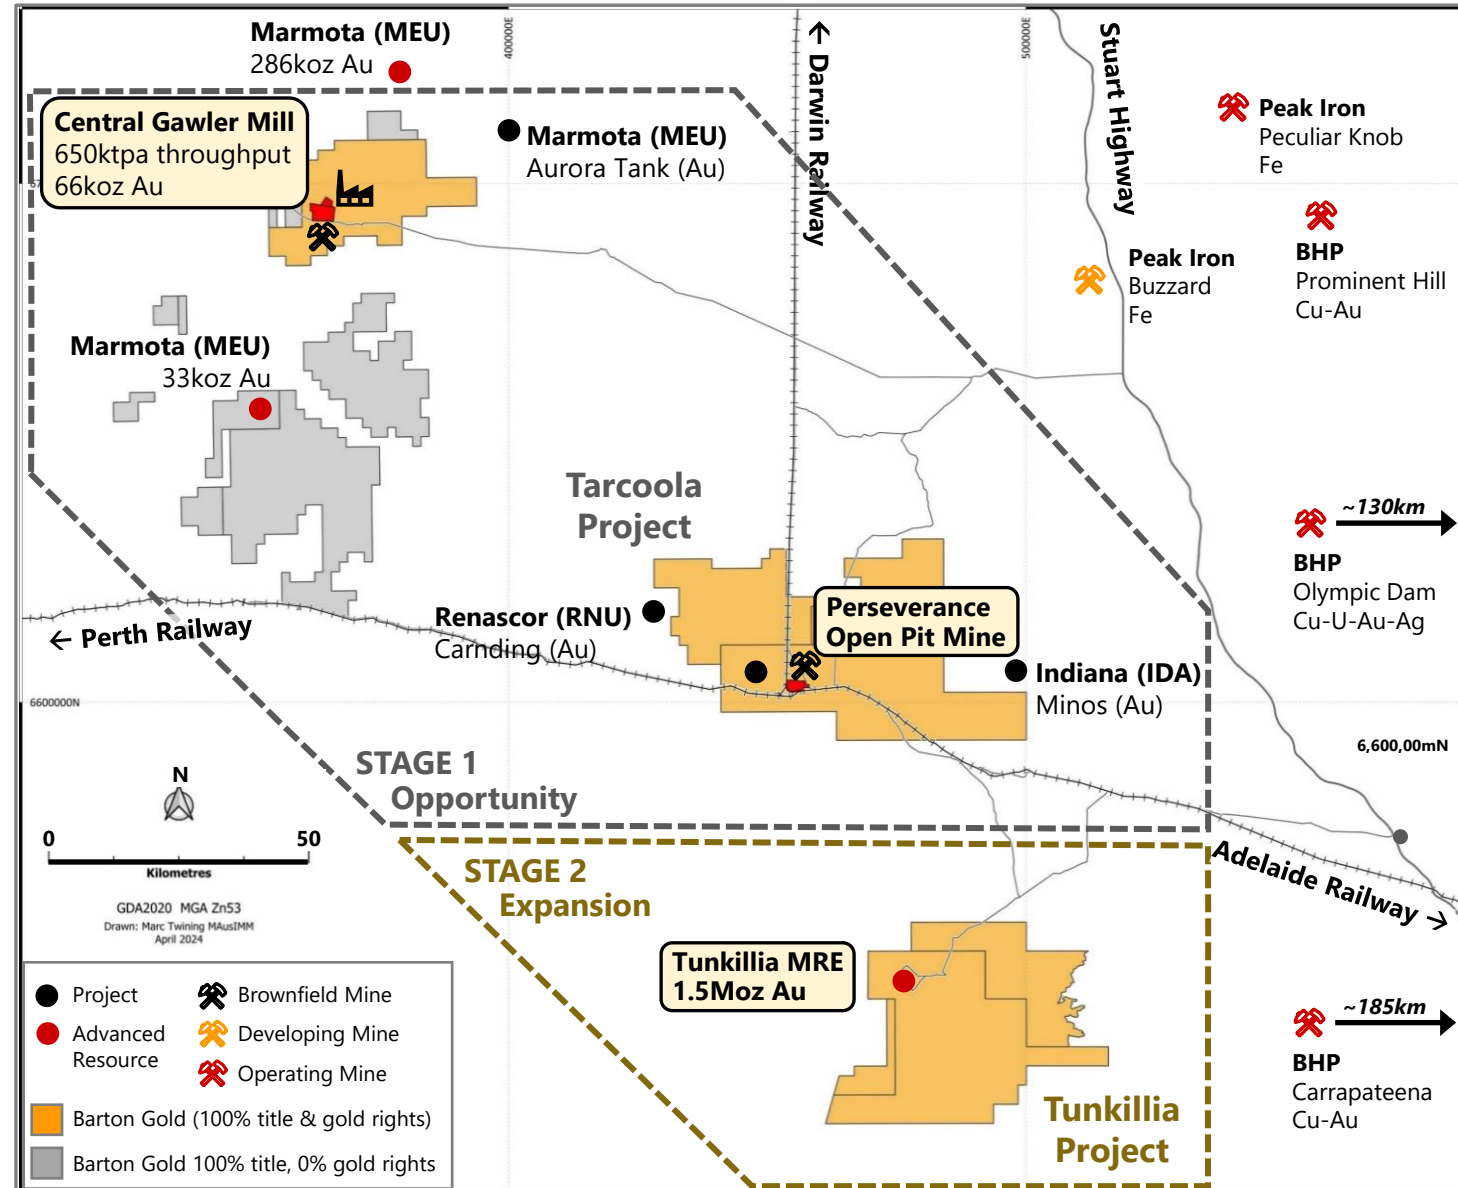 Marmota (MEU)
286koz Au
400000E
← Darwin Railway
500000E
Stuart Highway
Central Gawler Mill
650ktpa throughput
66koz Au
Marmota (MEU)
Aurora Tank (Au)
Peak Iron
Peculiar Knob
Fe
BHP
Prominent Hill
Cu-Au
Peak Iron
Buzzard
Fe
Marmota (MEU)
33koz Au
Tarcoola
Project
~130km
BHP
Olympic Dam
Cu-U-Au-Ag
← Perth Railway
Renascor (RNU)
Carnding (Au)
Perseverance
Open Pit Mine
Indiana (IDA)
Minos (Au)
6600000N
6,600,00mN
STAGE 1
Opportunity
N
0 50
Kilometres
GDA2020 MGA Zn53
Drawn: Marc Twining MAusIMM
April 2024
STAGE 2
Expansion
Adelaide Railway →
Tunkillia MRE
1.5Moz Au
~185km
BHP
Carrapateena
Cu-Au
Tunkillia
Project
Project
Brownfield Mine
Advanced
Resource
Developing Mine
Operating Mine
Barton Gold (100% title & gold rights)
Barton Gold 100% title, 0% gold rights